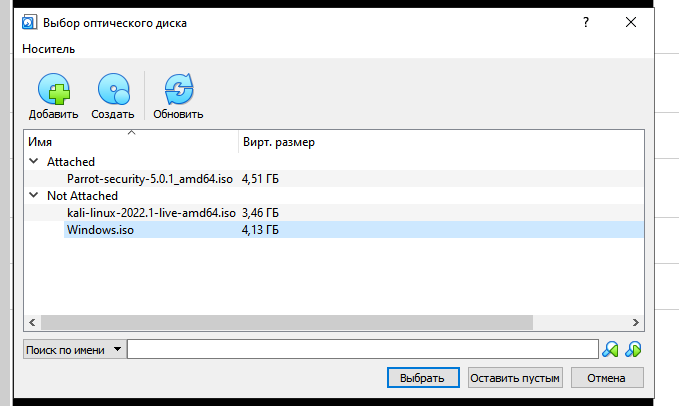 Выбор оптического диска ?
Носитель
Добавить Создать Обновить
Имя Вирт. размер
Attached
Parrot-security-5.0.1_amd64.iso 4,51 ГБ
Not Attached
kali-linux-2022.1-live-amd64.iso 3,46 ГБ
Windows.iso 4,13 ГБ
Поиск по имени
Выбрать Оставить пустым Отмена